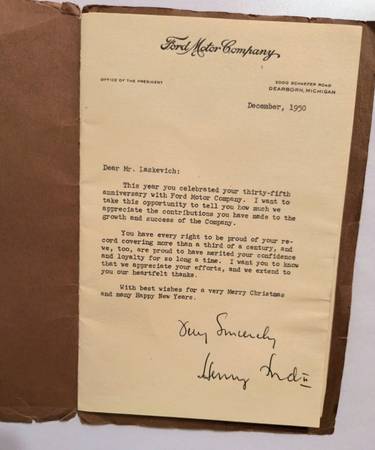 Ford Motor Company
OFFICE OF THE PRESIDENT
3000 SCHAEFER ROAD
DEARBORN, MICHIGAN
December, 1950
Dear Mr. Laskevich:
This year you celebrated your thirty-fifth
anniversary with Ford Motor Company. I want to
take this opportunity to tell you how much we
appreciate the contributions you have made to the
growth and success of the Company.
You have every right to be proud of your re-
cord covering more than a third of a century, and
we, too, are proud to have merited your confidence
and loyalty for so long a time. I want you to know
that we appreciate your efforts, and we extend to
you our heartfelt thanks.
With best wishes for a very Merry Christmas
and many Happy New Years.
Very Sincerely
Henry Ford II